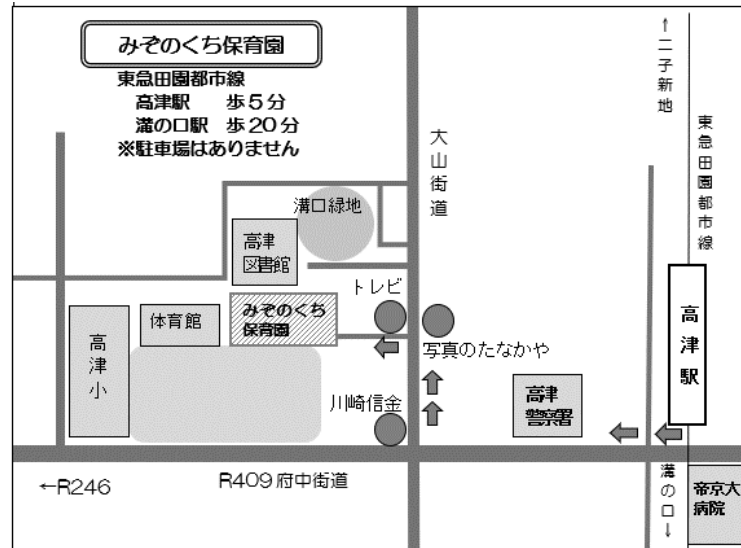 みぞのくち保育園
東急田園都市線
高津駅 歩5分
溝の口駅 歩20分
※駐車場はありません
↑二子新地
東急田園都市線
大山街道
溝口緑地
高津
図書館
トレビ
みぞのくち
保育園
体育館
高津小
写真のたなかや
高津駅
川崎信金
高津
警察署
←R246
R409府中街道
溝の口↓
帝京大
病院